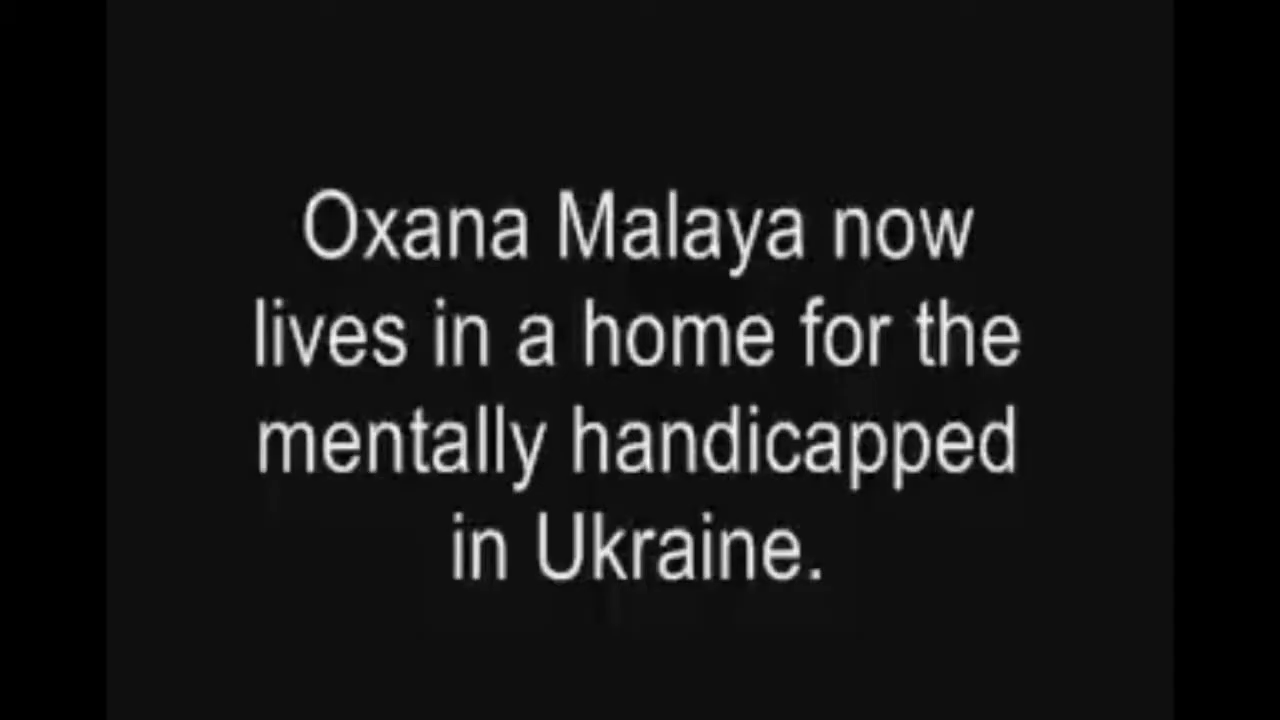 Oxana Malaya now
lives in a home for the
mentally handicapped
in Ukraine.